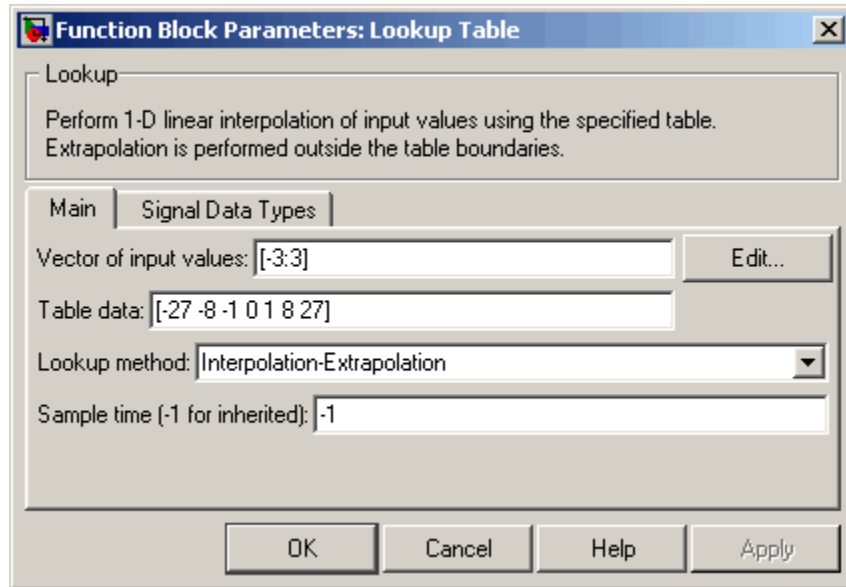 Function Block Parameters: Lookup Table
Lookup
Perform 1-D linear interpolation of input values using the specified table.
Extrapolation is performed outside the table boundaries.
Main Signal Data Types
Vector of input values: [-3:3] Edit...
Table data: [-27 -8 -1 0 1 8 27]
Lookup method: Interpolation-Extrapolation
Sample time (-1 for inherited): -1
OK Cancel Help Apply